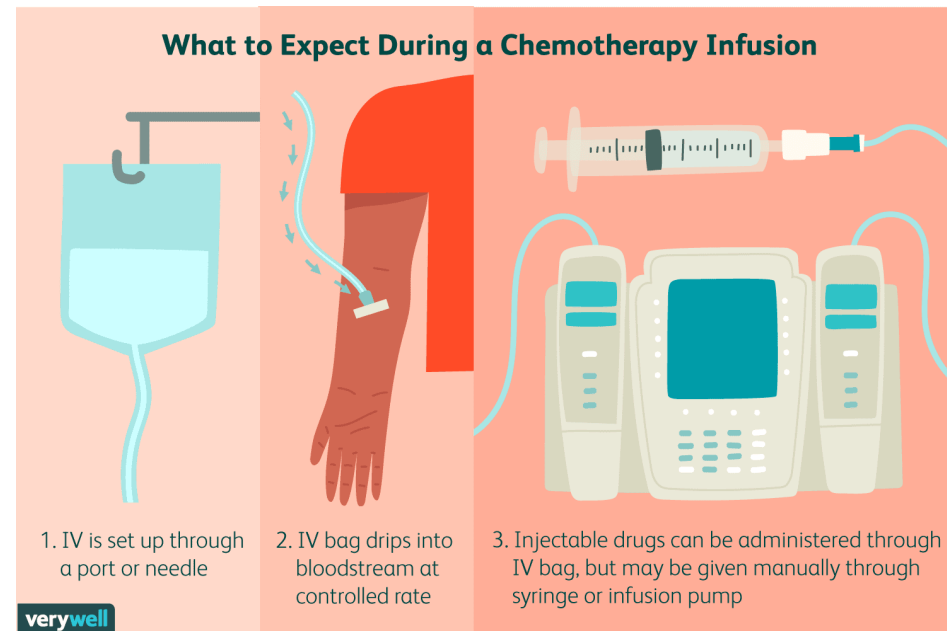 What to Expect During a Chemotherapy Infusion
1. IV is set up through
a port or needle
2. IV bag drips into
bloodstream at
controlled rate
3. Injectable drugs can be administered through
IV bag, but may be given manually through
syringe or infusion pump
verywell